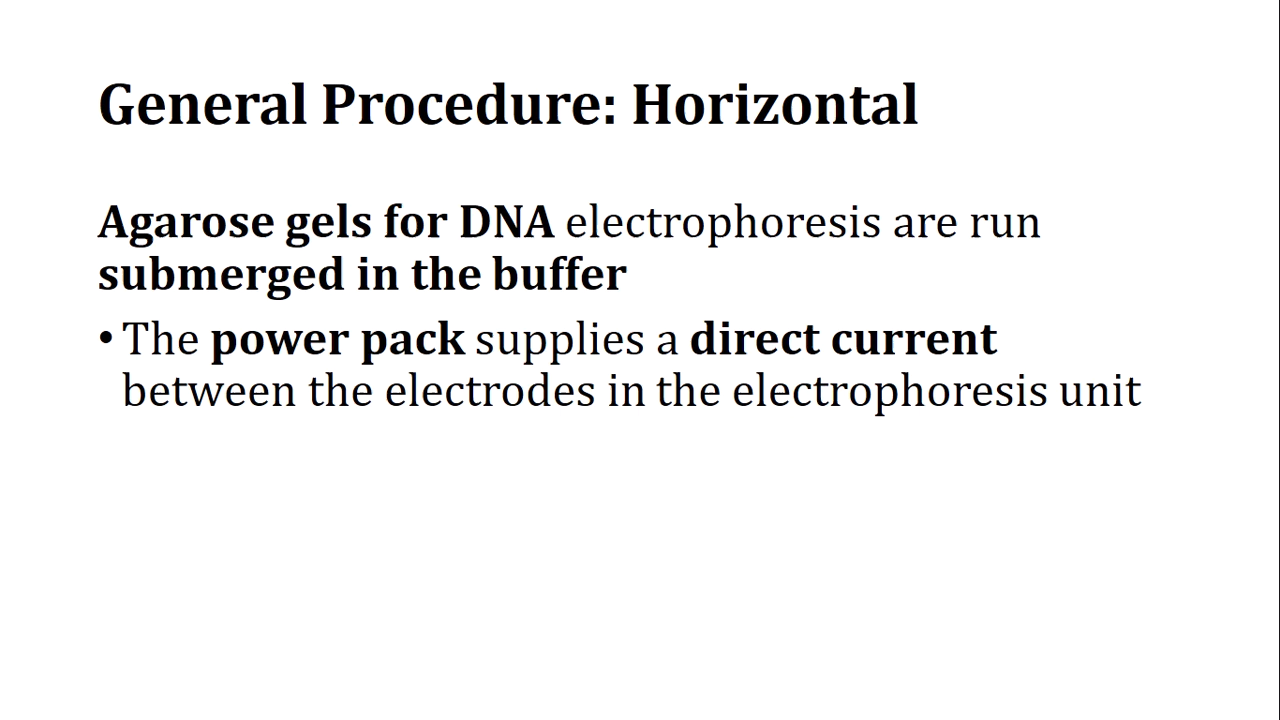 General Procedure: Horizontal
Agarose gels for DNA electrophoresis are run
submerged in the buffer
• The power pack supplies a direct current
between the electrodes in the electrophoresis unit